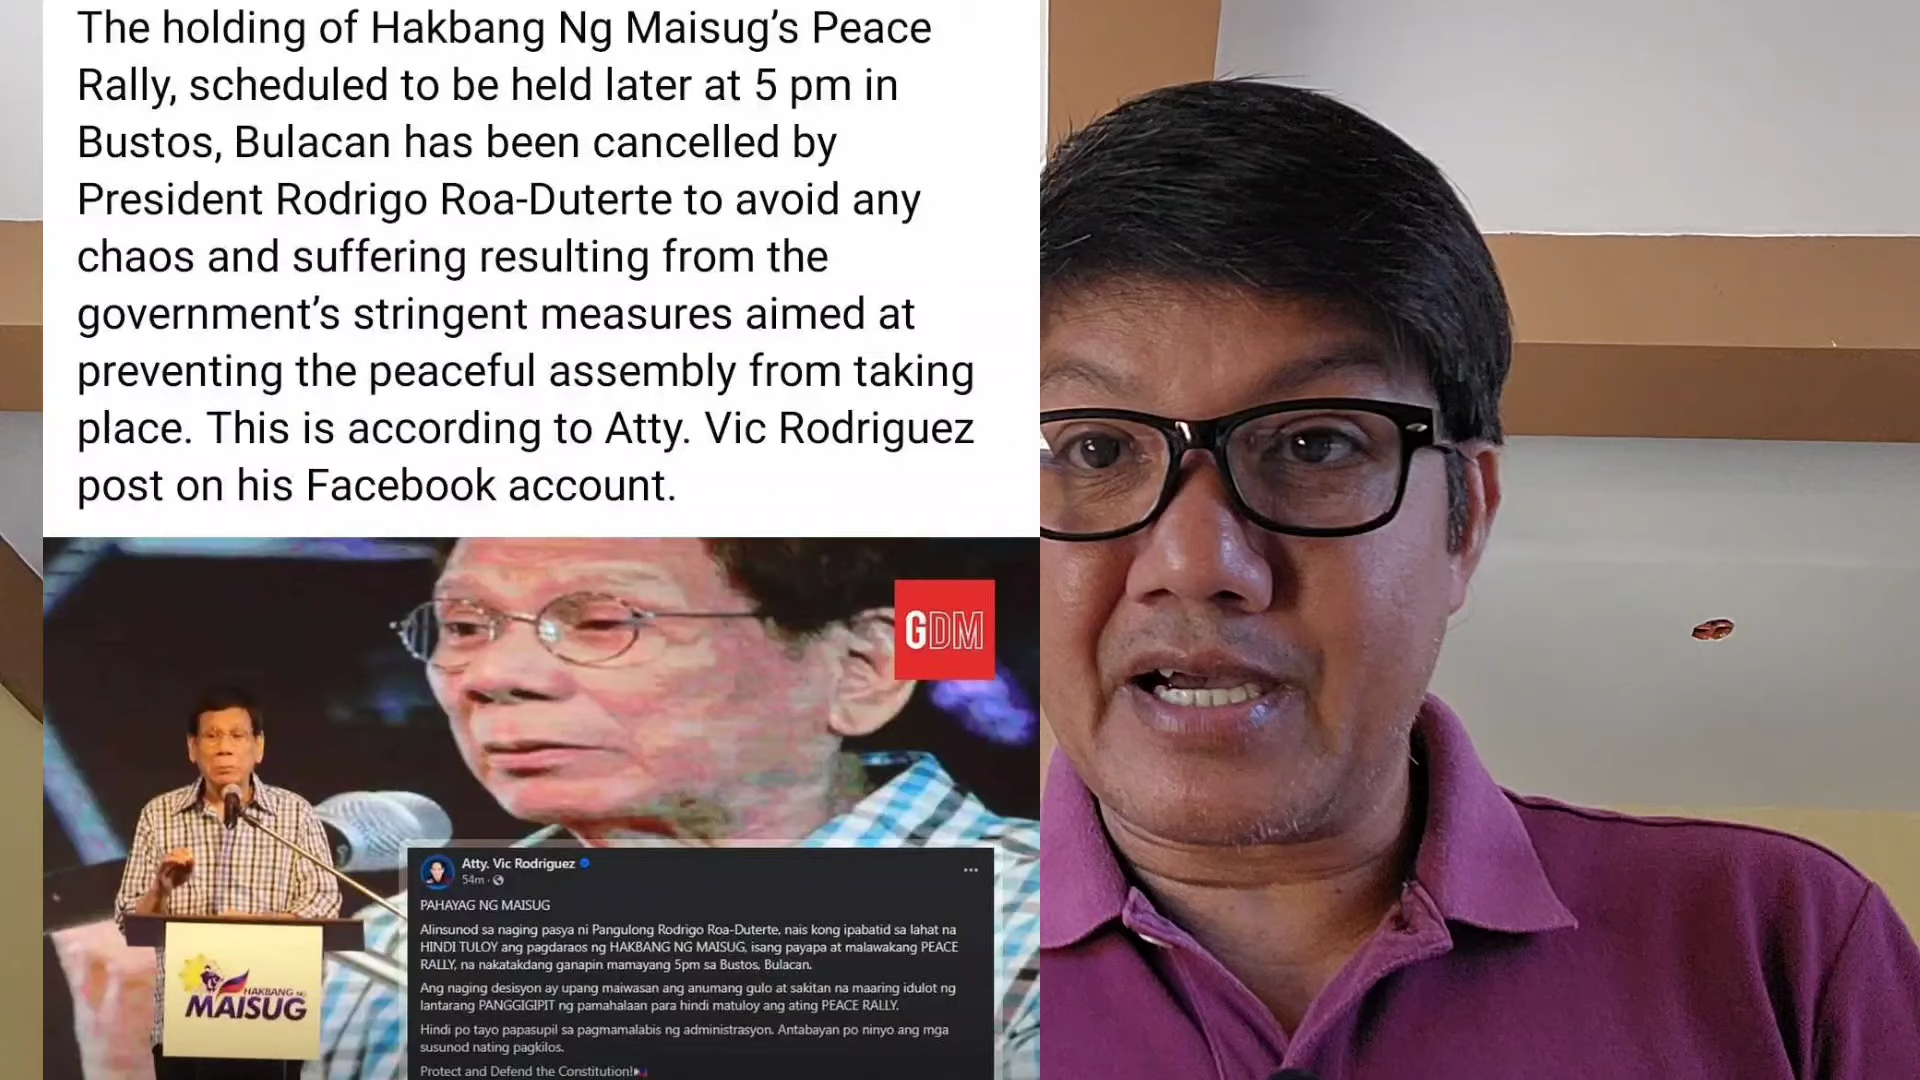 The holding of Hakbang Ng Maisug’s Peace
Rally, scheduled to be held later at 5 pm in
Bustos, Bulacan has been cancelled by
President Rodrigo Roa-Duterte to avoid any
chaos and suffering resulting from the
government’s stringent measures aimed at
preventing the peaceful assembly from taking
place. This is according to Atty. Vic Rodriguez
post on his Facebook account.
GDM
HAKBANG NG
MAISUG
Atty. Vic Rodriguez
54m
PAHAYAG NG MAISUG
Alinsunod sa naging pasya ni Pangulong Rodrigo Roa-Duterte, nais kong ipabatid sa lahat na
HINDI TULOY ang pagdaraos ng HAKBANG NG MAISUG, isang payapa at malawakang PEACE
RALLY, na nakatakdang ganapin mamayang 5pm sa Bustos, Bulacan.
Ang naging desisyon ay upang maiwasan ang anumang gulo at sakitan na maaring idulot ng
lantarang PANGGIGIPIT ng pamahalaan para hindi matuloy ang ating PEACE RALLY.
Hindi po tayo papasupil sa pagmamalabis ng administrasyon. Antabayan po ninyo ang mga
susunod nating pagkilos.
Protect and Defend the Constitution!